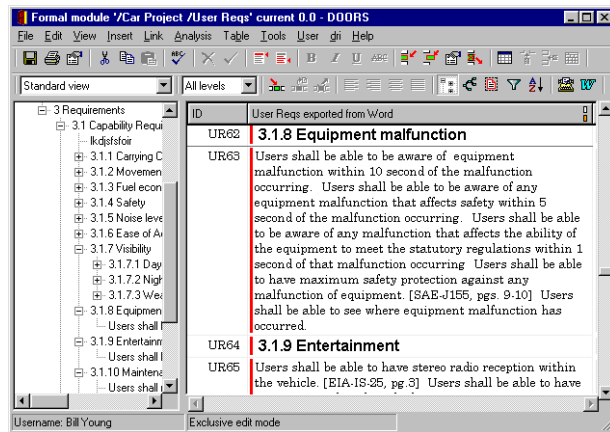 Formal module '/Car Project /User Reqs' current 0.0 - DOORS
File Edit View Insert Link Analysis Table Tools User dri Help
B I U ABC
Standard view All levels
3 Requirements
3.1 Capability Requi
lkdjsfsfoir
3.1.1 Carrying C
3.1.2 Movemen
3.1.3 Fuel econ
3.1.4 Safety
3.1.5 Noise leve
3.1.6 Ease of A
3.1.7 Visibility
3.1.7.1 Day
3.1.7.2 Nigh
3.1.7.3 Wea
3.1.8 Equipmen
Users shall
3.1.9 Entertainm
Users shall
3.1.10 Maintena
Users shall
ID User Reqs exported from Word
UR62 3.1.8 Equipment malfunction
UR63 Users shall be able to be aware of equipment
malfunction within 10 second of the malfunction
occurring. Users shall be able to be aware of any
equipment malfunction that affects safety within 5
second of the malfunction occurring. Users shall be able
to be aware of any malfunction that affects the ability of
the equipment to meet the statutory regulations within 1
second of that malfunction occurring Users shall be able
to have maximum safety protection against any
malfunction of equipment. [SAE-J155, pgs. 9-10] Users
shall be able to see where equipment malfunction has
occurred.
UR64 3.1.9 Entertainment
UR65 Users shall be able to have stereo radio reception within
the vehicle. [EIA-IS-25, pg.3] Users shall be able to have
Username: Bill Young Exclusive edit mode